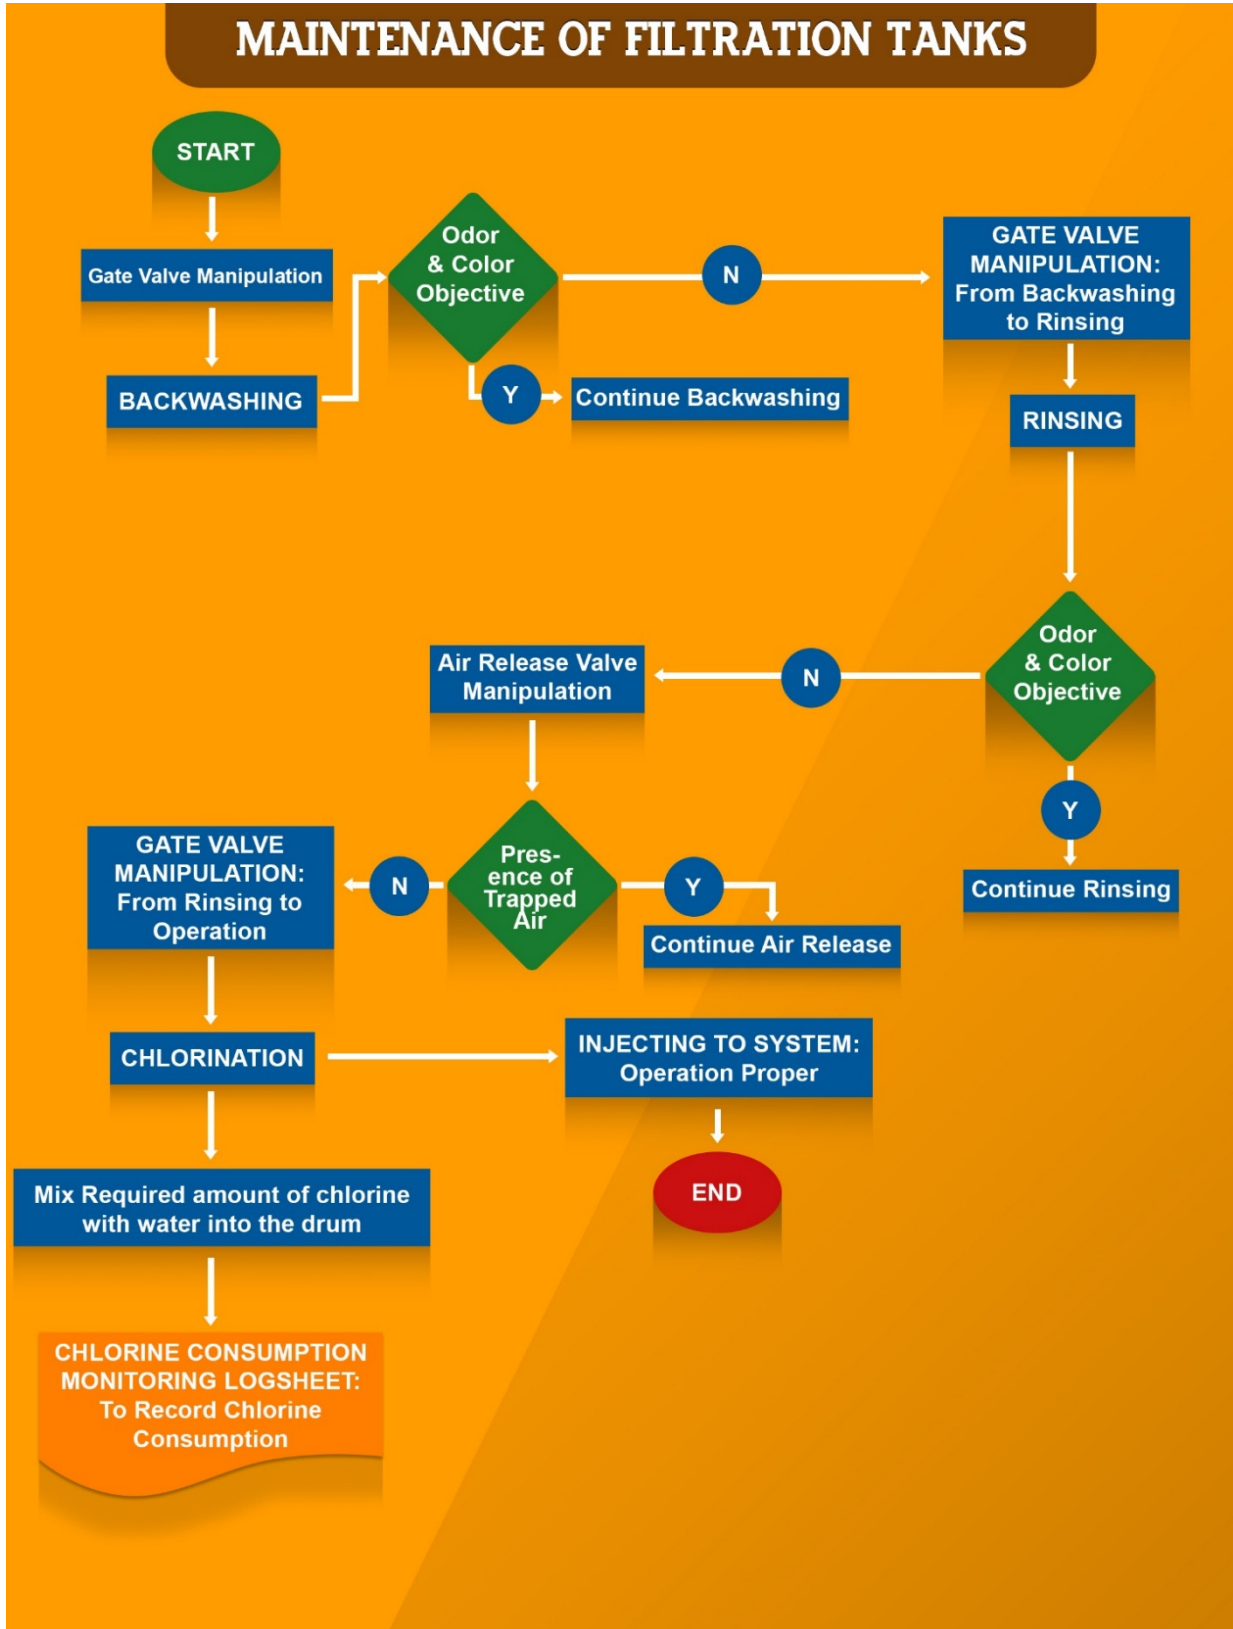 MAINTENANCE OF FILTRATION TANKS
START
Gate Valve Manipulation
BACKWASHING
Odor
& Color
Objective
Y
Continue Backwashing
N
GATE VALVE
MANIPULATION:
From Backwashing
to Rinsing
RINSING
Odor
& Color
Objective
Y
Continue Rinsing
N
Air Release Valve
Manipulation
Pres-
ence of
Trapped
Air
Y
Continue Air Release
N
GATE VALVE
MANIPULATION:
From Rinsing to
Operation
CHLORINATION
INJECTING TO SYSTEM:
Operation Proper
END
Mix Required amount of chlorine
with water into the drum
CHLORINE CONSUMPTION
MONITORING LOGSHEET:
To Record Chlorine
Consumption